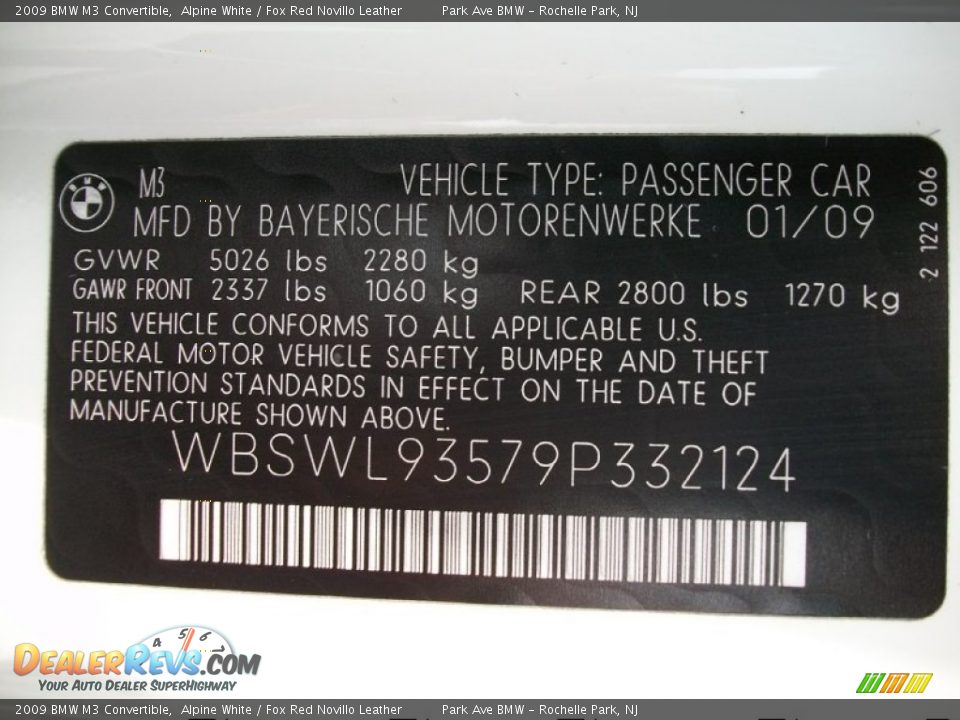 2009 BMW M3 Convertible, Alpine White / Fox Red Novillo Leather Park Ave BMW - Rochelle Park, NJ
M3 VEHICLE TYPE: PASSENGER CAR
MFD BY BAYERISCHE MOTORENWERKE 01/09
GVWR 5026 lbs 2280 kg
GAWR FRONT 2337 lbs 1060 kg REAR 2800 lbs 1270 kg
THIS VEHICLE CONFORMS TO ALL APPLICABLE U.S.
FEDERAL MOTOR VEHICLE SAFETY, BUMPER AND THEFT
PREVENTION STANDARDS IN EFFECT ON THE DATE OF
MANUFACTURE SHOWN ABOVE.
WBSWL93579P332124
2 122 606
4 5 6 7
DEALERREVS.COM
YOUR AUTO DEALER SUPERHIGHWAY
2009 BMW M3 Convertible, Alpine White / Fox Red Novillo Leather Park Ave BMW - Rochelle Park, NJ